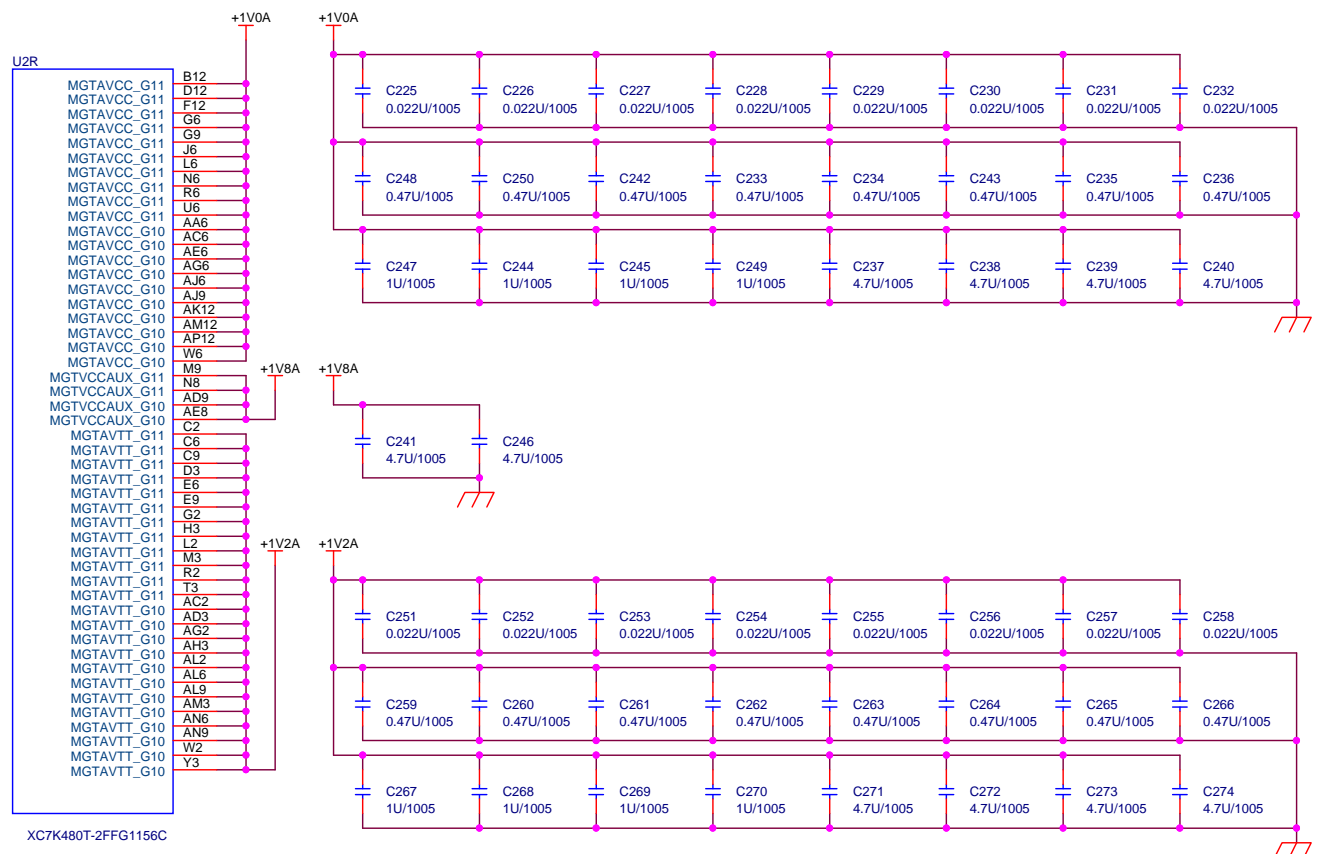 +1V0A
+1V0A
U2R
MGTAVCC_G11 B12
MGTAVCC_G11 D12
MGTAVCC_G11 F12
MGTAVCC_G11 G6
MGTAVCC_G11 G9
MGTAVCC_G11 J6
MGTAVCC_G11 L6
MGTAVCC_G11 N6
MGTAVCC_G11 R6
MGTAVCC_G11 U6
MGTAVCC_G10 AA6
MGTAVCC_G10 AC6
MGTAVCC_G10 AE6
MGTAVCC_G10 AG6
MGTAVCC_G10 AJ6
MGTAVCC_G10 AJ9
MGTAVCC_G10 AK12
MGTAVCC_G10 AM12
MGTAVCC_G10 AP12
MGTAVCC_G10 W6
MGTVCCAUX_G11 M9
MGTVCCAUX_G11 N8
MGTVCCAUX_G10 AD9
MGTVCCAUX_G10 AE8
MGTAVTT_G11 C2
MGTAVTT_G11 C6
MGTAVTT_G11 C9
MGTAVTT_G11 D3
MGTAVTT_G11 E6
MGTAVTT_G11 E9
MGTAVTT_G11 G2
MGTAVTT_G11 H3
MGTAVTT_G11 L2
MGTAVTT_G11 M3
MGTAVTT_G11 R2
MGTAVTT_G11 T3
MGTAVTT_G10 AC2
MGTAVTT_G10 AD3
MGTAVTT_G10 AG2
MGTAVTT_G10 AH3
MGTAVTT_G10 AL2
MGTAVTT_G10 AL6
MGTAVTT_G10 AL9
MGTAVTT_G10 AM3
MGTAVTT_G10 AN6
MGTAVTT_G10 AN9
MGTAVTT_G10 W2
MGTAVTT_G10 Y3
XC7K480T-2FFG1156C
C225 C226 C227 C228 C229 C230 C231 C232
0.022U/1005 0.022U/1005 0.022U/1005 0.022U/1005 0.022U/1005 0.022U/1005 0.022U/1005 0.022U/1005
C248 C250 C242 C233 C234 C243 C235 C236
0.47U/1005 0.47U/1005 0.47U/1005 0.47U/1005 0.47U/1005 0.47U/1005 0.47U/1005 0.47U/1005
C247 C244 C245 C249 C237 C238 C239 C240
1U/1005 1U/1005 1U/1005 1U/1005 4.7U/1005 4.7U/1005 4.7U/1005 4.7U/1005
+1V8A +1V8A
C241 C246
4.7U/1005 4.7U/1005
+1V2A +1V2A
C251 C252 C253 C254 C255 C256 C257 C258
0.022U/1005 0.022U/1005 0.022U/1005 0.022U/1005 0.022U/1005 0.022U/1005 0.022U/1005 0.022U/1005
C259 C260 C261 C262 C263 C264 C265 C266
0.47U/1005 0.47U/1005 0.47U/1005 0.47U/1005 0.47U/1005 0.47U/1005 0.47U/1005 0.47U/1005
C267 C268 C269 C270 C271 C272 C273 C274
1U/1005 1U/1005 1U/1005 1U/1005 4.7U/1005 4.7U/1005 4.7U/1005 4.7U/1005